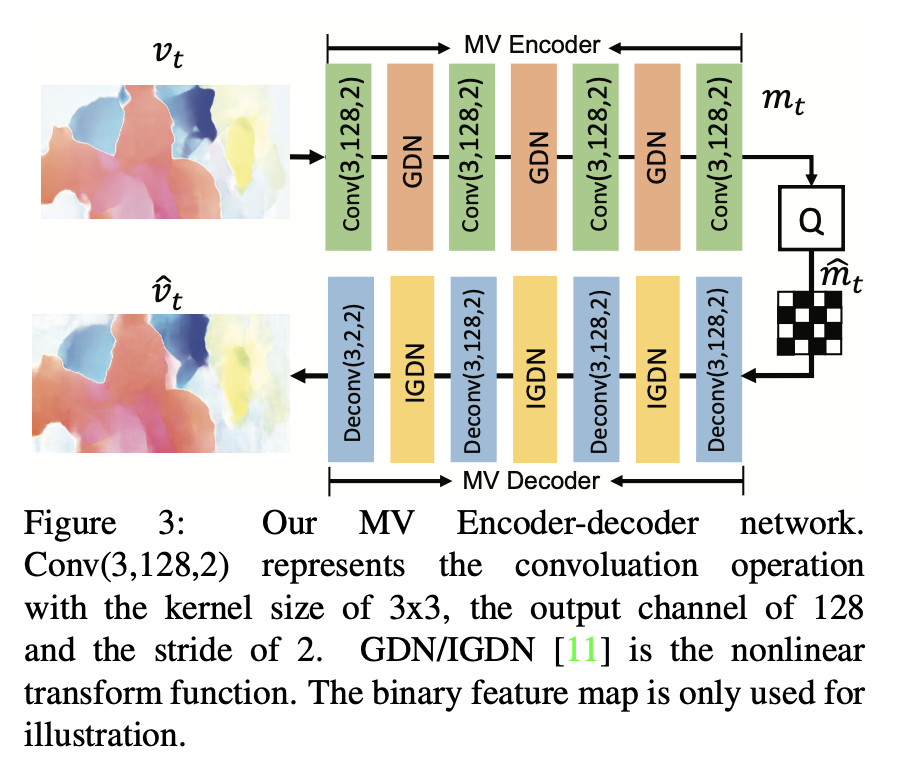 v_t
MV Encoder
Conv(3,128,2)
GDN
Conv(3,128,2)
GDN
Conv(3,128,2)
GDN
Conv(3,128,2)
m_t
Q
m̂_t
v̂_t
Deconv(3,2,2)
IGDN
Deconv(3,128,2)
IGDN
Deconv(3,128,2)
IGDN
Deconv(3,128,2)
MV Decoder
Figure 3: Our MV Encoder-decoder network.
Conv(3,128,2) represents the convoluation operation
with the kernel size of 3x3, the output channel of 128
and the stride of 2. GDN/IGDN [11] is the nonlinear
transform function. The binary feature map is only used for
illustration.